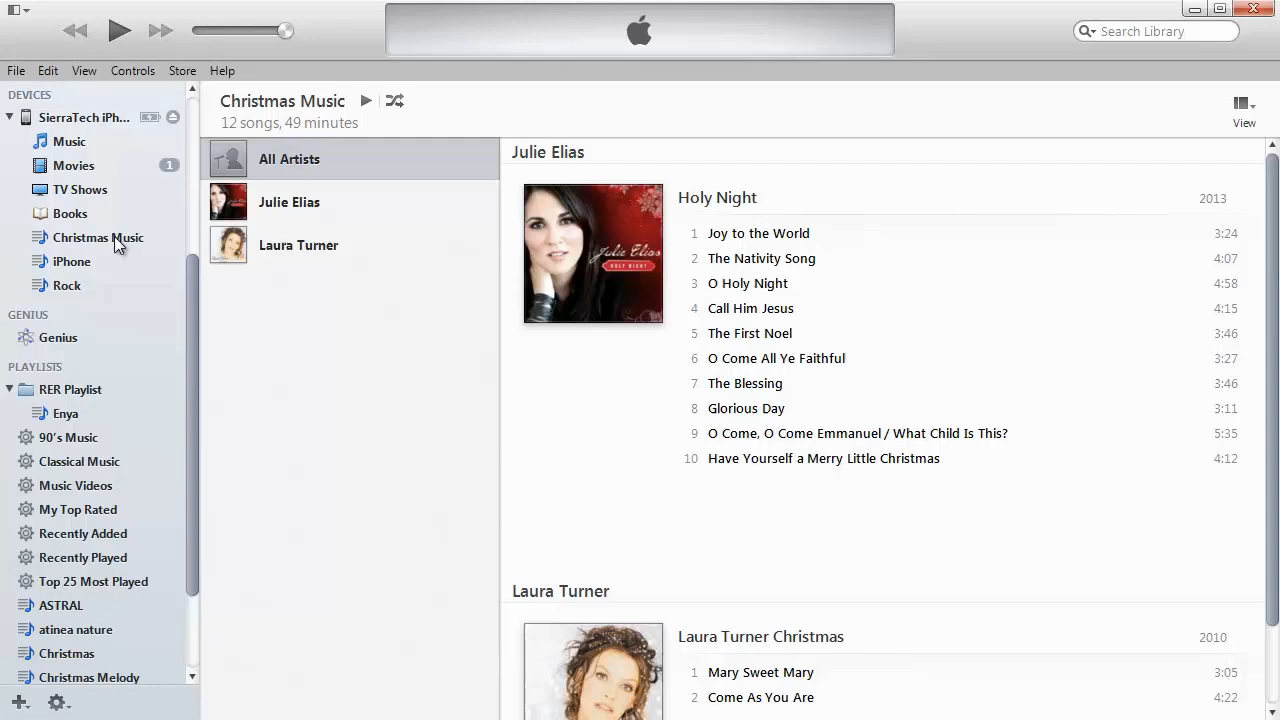 Search Library
File Edit View Controls Store Help
DEVICES
SierraTech iPh...
Music
Movies 1
TV Shows
Books
Christmas Music
iPhone
Rock
GENIUS
Genius
PLAYLISTS
RER Playlist
Enya
90's Music
Classical Music
Music Videos
My Top Rated
Recently Added
Recently Played
Top 25 Most Played
ASTRAL
atinea nature
Christmas
Christmas Melody
Christmas Music
12 songs, 49 minutes
View
All Artists
Julie Elias
Laura Turner
Julie Elias
Julie Elias
HOLY NIGHT
Holy Night 2013
1 Joy to the World 3:24
2 The Nativity Song 4:07
3 O Holy Night 4:58
4 Call Him Jesus 4:15
5 The First Noel 3:46
6 O Come All Ye Faithful 3:27
7 The Blessing 3:46
8 Glorious Day 3:11
9 O Come, O Come Emmanuel / What Child Is This? 5:35
10 Have Yourself a Merry Little Christmas 4:12
Laura Turner
Laura Turner Christmas 2010
1 Mary Sweet Mary 3:05
2 Come As You Are 4:22